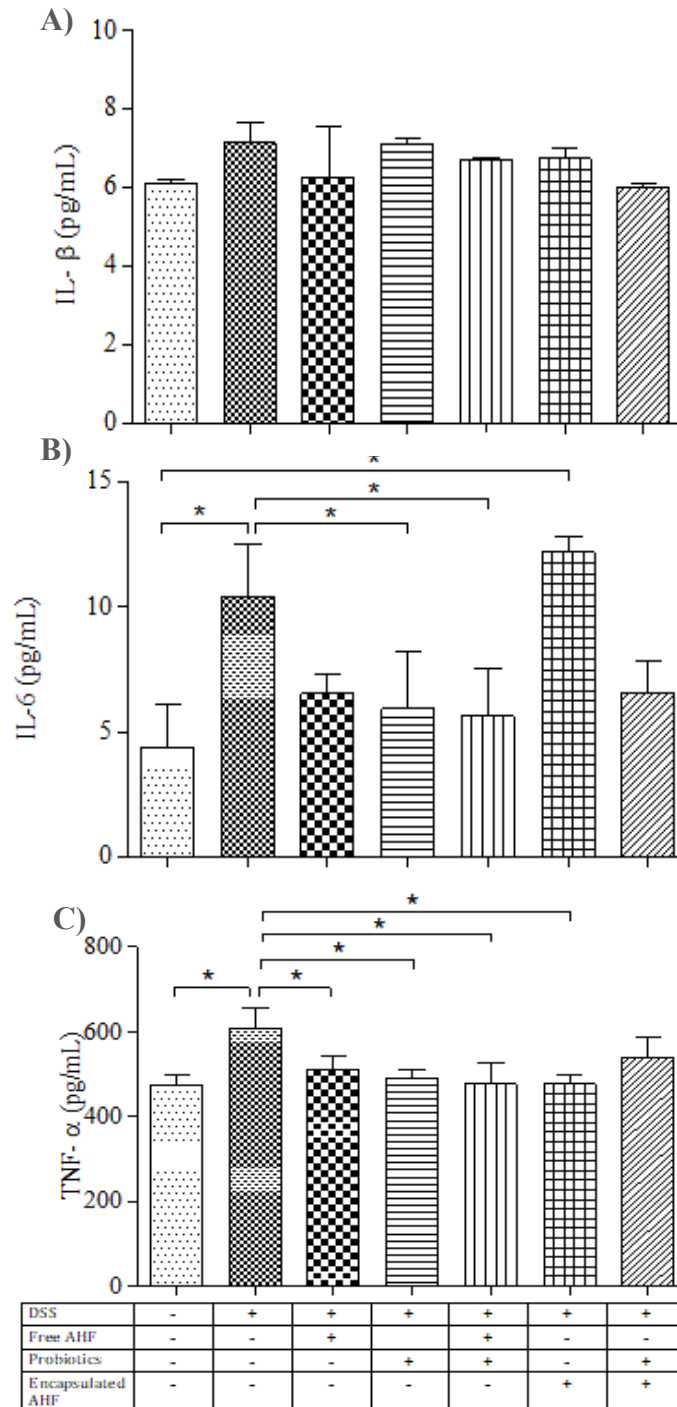 A)
10
8
6
4
2
0
IL- β (pg/mL)
B)
*
*
* *
15
10
5
0
IL-6 (pg/mL)
C)
*
*
*
* *
800
600
400
200
0
TNF- α (pg/mL)
DSS - + + + + + +
Free AHF - - + - + - -
Probiotics - - - + + - +
Encapsulated AHF - - - - - + +